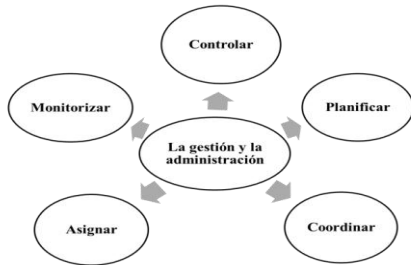 Controlar
Monitorizar
Planificar
La gestión y la
administración
Asignar
Coordinar